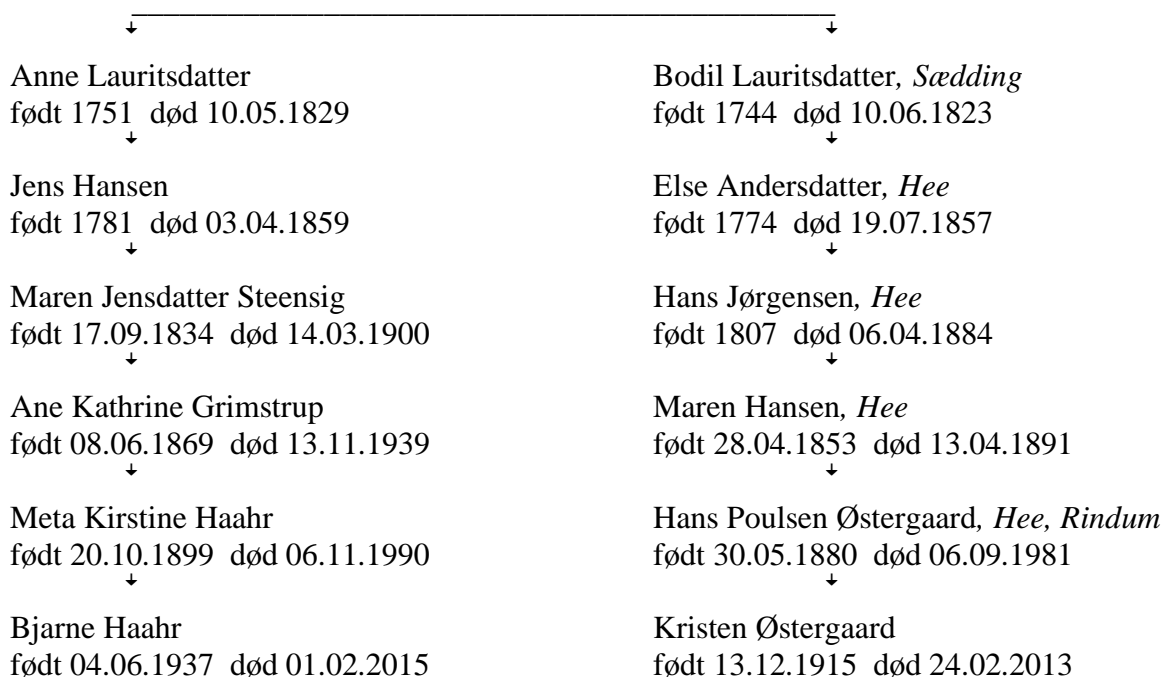 Anne Lauritsdatter
født 1751 død 10.05.1829
Jens Hansen
født 1781 død 03.04.1859
Maren Jensdatter Steensig
født 17.09.1834 død 14.03.1900
Ane Kathrine Grimstrup
født 08.06.1869 død 13.11.1939
Meta Kirstine Haahr
født 20.10.1899 død 06.11.1990
Bjarne Haahr
født 04.06.1937 død 01.02.2015
Bodil Lauritsdatter, Sædding
født 1744 død 10.06.1823
Else Andersdatter, Hee
født 1774 død 19.07.1857
Hans Jørgensen, Hee
født 1807 død 06.04.1884
Maren Hansen, Hee
født 28.04.1853 død 13.04.1891
Hans Poulsen Østergaard, Hee, Rindum
født 30.05.1880 død 06.09.1981
Kristen Østergaard
født 13.12.1915 død 24.02.2013